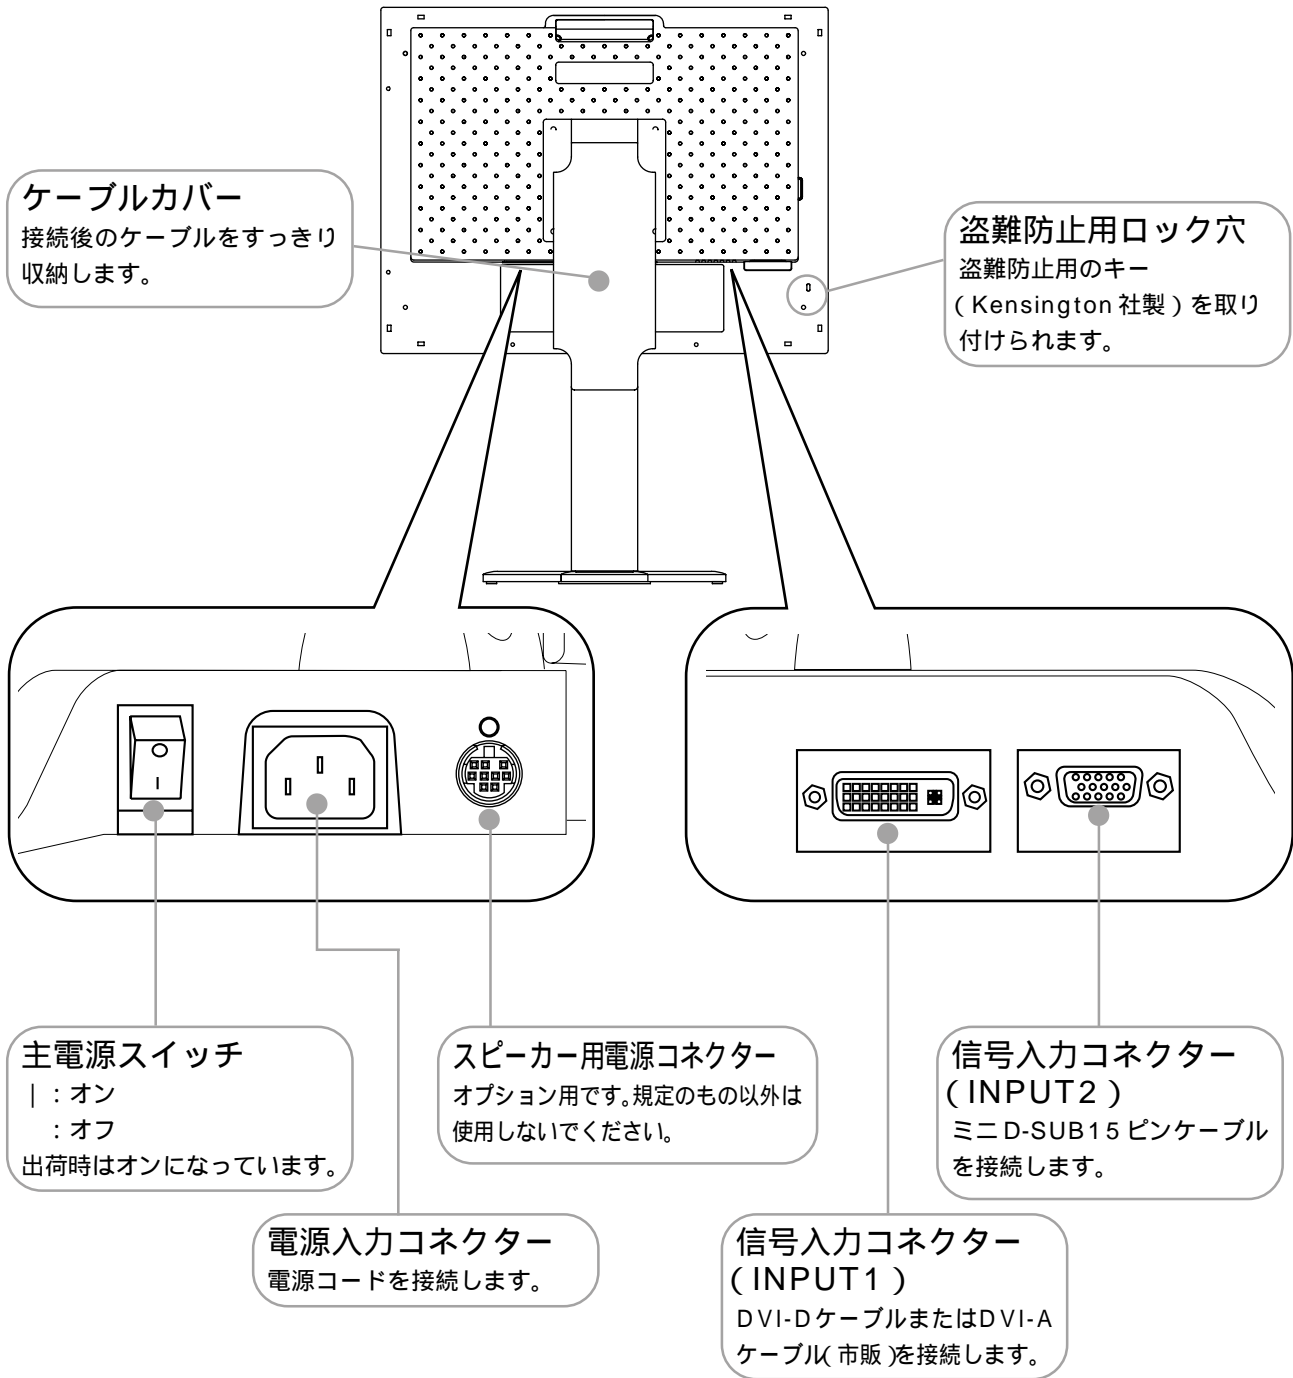 ケーブルカバー
接続後のケーブルをすっきり
収納します。
盗難防止用ロック穴
盗難防止用のキー
(Kensington 社製)を取り
付けられます。
主電源スイッチ
|:オン
:オフ
出荷時はオンになっています。
スピーカー用電源コネクター
オプション用です。規定のもの以外は
使用しないでください。
信号入力コネクター
(INPUT2)
ミニD-SUB15ピンケーブル
を接続します。
電源入力コネクター
電源コードを接続します。
信号入力コネクター
(INPUT1)
DVI-DケーブルまたはDVI-A
ケーブル(市販)を接続します。